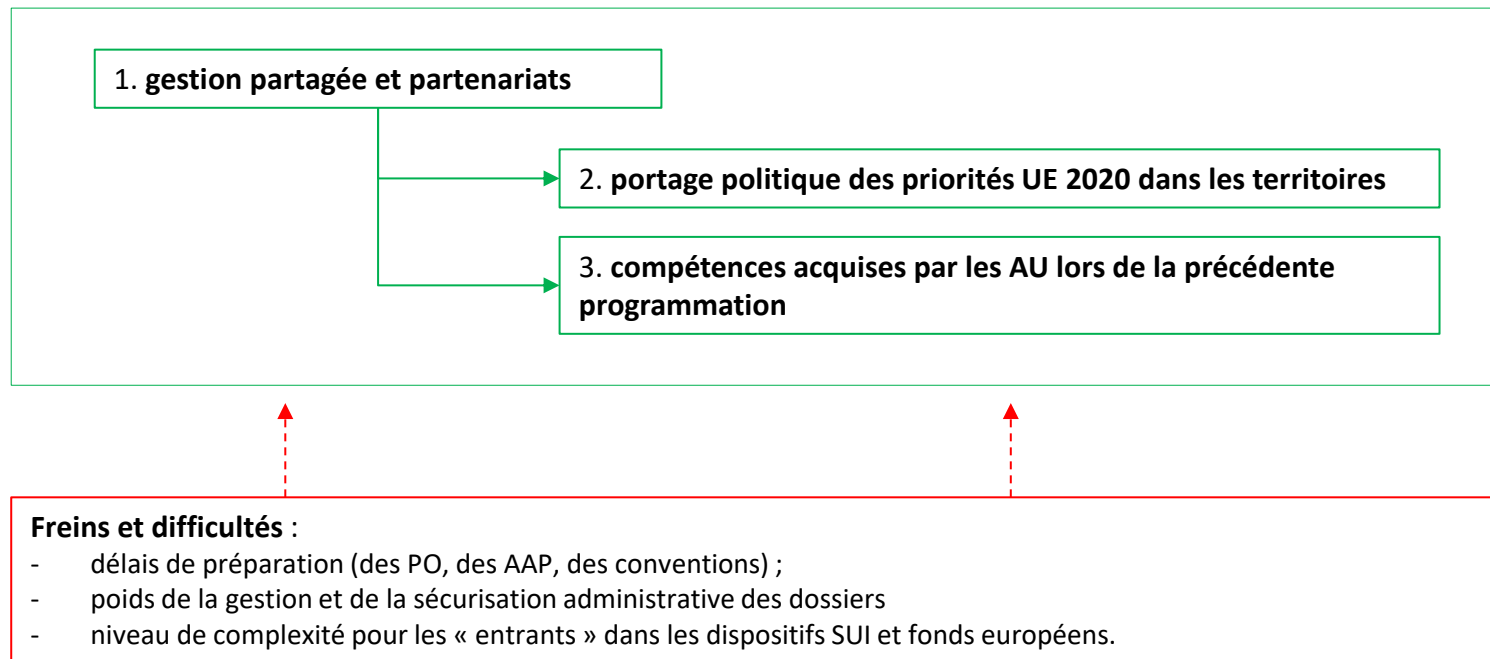 1. gestion partagée et partenariats
2. portage politique des priorités UE 2020 dans les territoires
3. compétences acquises par les AU lors de la précédente
programmation
Freins et difficultés :
- délais de préparation (des PO, des AAP, des conventions) ;
- poids de la gestion et de la sécurisation administrative des dossiers
- niveau de complexité pour les « entrants » dans les dispositifs SUI et fonds européens.